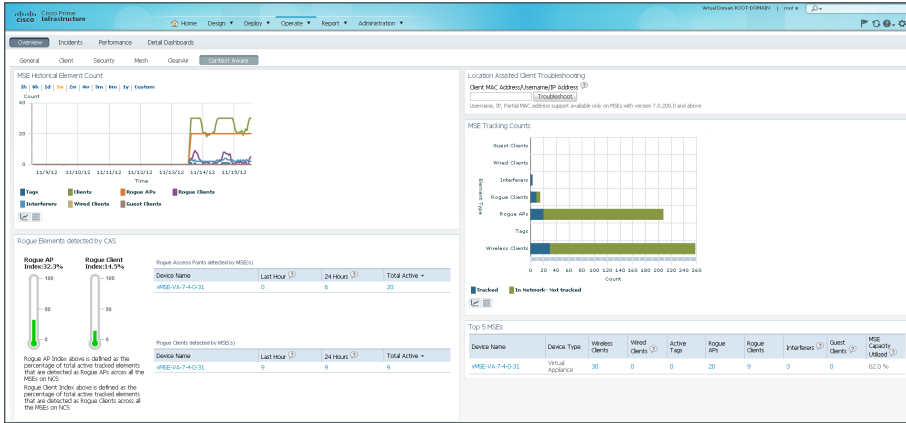 Virtual Domain ROOT-DOMAIN | root
cisco Cisco Prime Infrastructure
Home Design Deploy Operate Report Administration
Overview Incidents Performance Detail Dashboards
General Client Security Mesh CleanAir Context Aware
MSE Historical Element Count
1h | 6h | 1d | 1w | 2w | 4w | 3m | 6m | 1y | Custom
Count
40
20
0
11/9/12 11/10/12 11/11/12 11/12/12 11/13/12 11/14/12 11/15/12
Time
Tags Clients Rogue APs Rogue Clients
Interferers Wired Clients Guest Clients
Rogue Elements detected by CAS
Rogue AP Index:32.3%
Rogue Client Index:14.5%
100
50
0
100
50
0
Rogue AP Index above is defined as the
percentage of total active tracked elements
that are detected as Rogue APs across all the
MSEs on NCS
Rogue Client Index above is defined as the
percentage of total active tracked elements
that are detected as Rogue Clients across all
the MSEs on NCS
Rogue Access Points detected by MSE(s)
Device Name Last Hour 24 Hours Total Active
vMSE-VA-7-4-0-31 0 6 20
Rogue Clients detected by MSE(s)
Device Name Last Hour 24 Hours Total Active
vMSE-VA-7-4-0-31 9 9 9
Location Assisted Client Troubleshooting
Client MAC Address/Username/IP Address
Troubleshoot
Username, IP, Partial MAC address support available only on MSEs with version 7.0.200.0 and above
MSE Tracking Counts
Element Type
Guest Clients
Wired Clients
Interferers
Rogue Clients
Rogue APs
Tags
Wireless Clients
0 20 40 60 80 100 120 140 160 180 200 220 240 260
Count
Tracked In Network - Not tracked
Top 5 MSEs
Device Name Device Type Wireless Clients Wired Clients Active Tags Rogue APs Rogue Clients Interferers Guest Clients MSE Capacity Utilized
vMSE-VA-7-4-0-31 Virtual Appliance 30 0 0 20 9 3 0 62.0 %